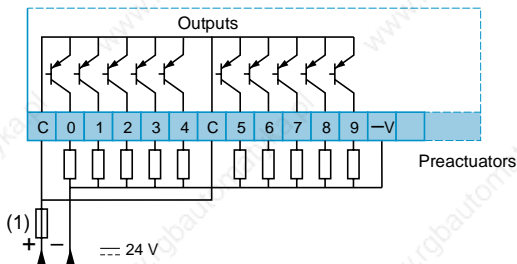 Outputs
C 0 1 2 3 4 C 5 6 7 8 9 —V
Preactuators
(1)
+ − 24 V